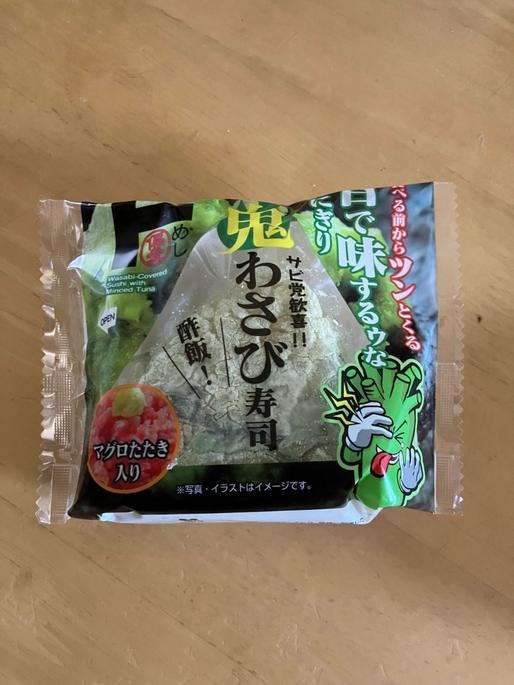 べる前からツンとくる
で味するゥな
にぎり
鬼
わさび寿司
サビ党歓喜!!
酢飯!
めし
Wasabi-Covered
Sushi with
Minced Tuna
OPEN
マグロたたき
入り
※写真・イラストはイメージです。